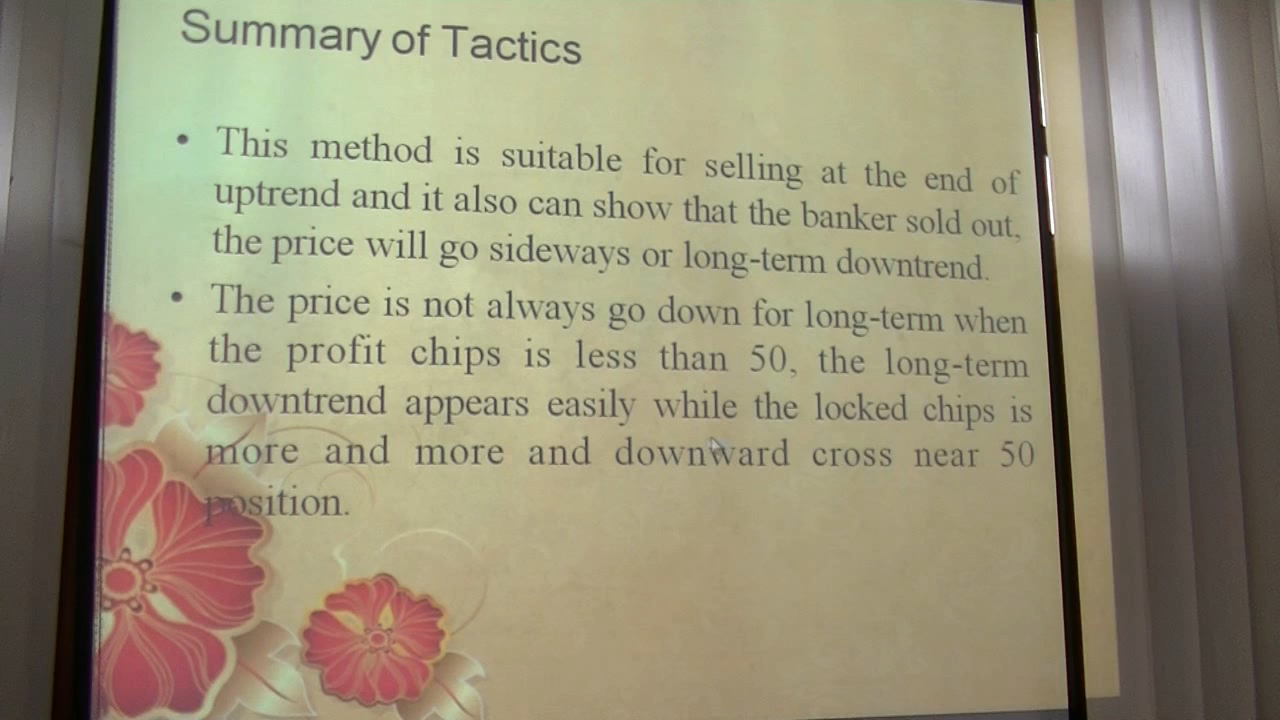 Summary of Tactics
• This method is suitable for selling at the end of
uptrend and it also can show that the banker sold out,
the price will go sideways or long-term downtrend.
• The price is not always go down for long-term when
the profit chips is less than 50, the long-term
downtrend appears easily while the locked chips is
more and more and downward cross near 50
position.